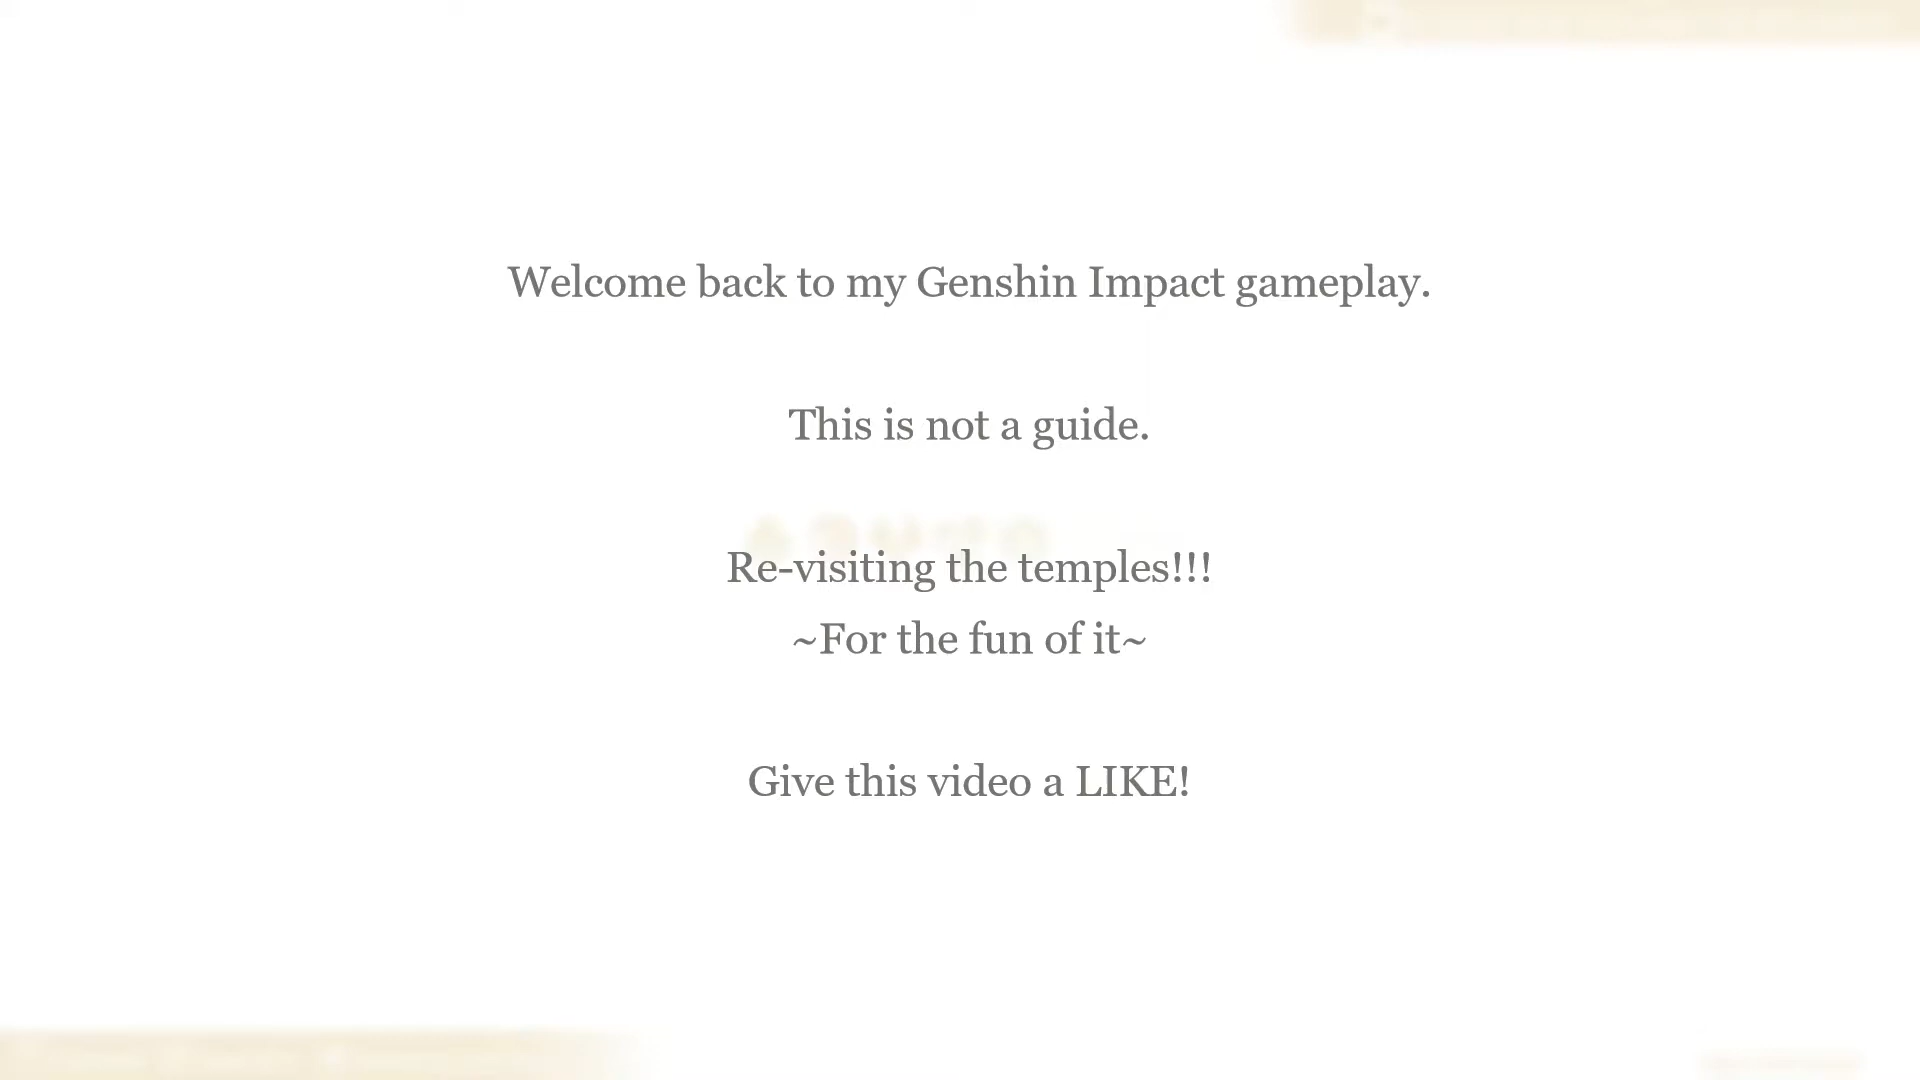 Welcome back to my Genshin Impact gameplay.
This is not a guide.
Re-visiting the temples!!!
~For the fun of it~
Give this video a LIKE!